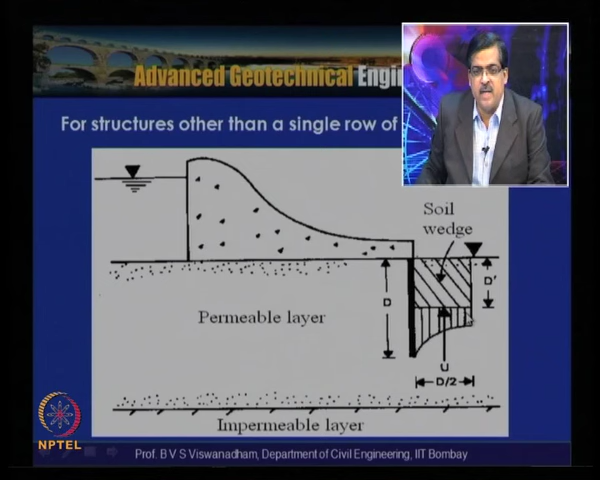 Advanced Geotechnical Engi
For structures other than a single row of
Soil
wedge
D
D'
Permeable layer
U
D/2
Impermeable layer
NPTEL
Prof. B V S Viswanadham, Department of Civil Engineering, IIT Bombay